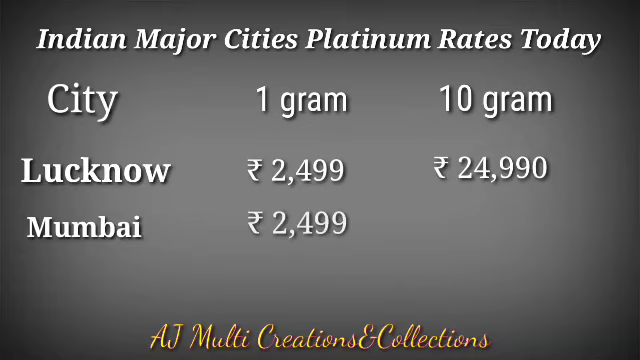 Indian Major Cities Platinum Rates Today
City 1 gram 10 gram
Lucknow ₹ 2,499 ₹ 24,990
Mumbai ₹ 2,499
AJ Multi Creations&Collections